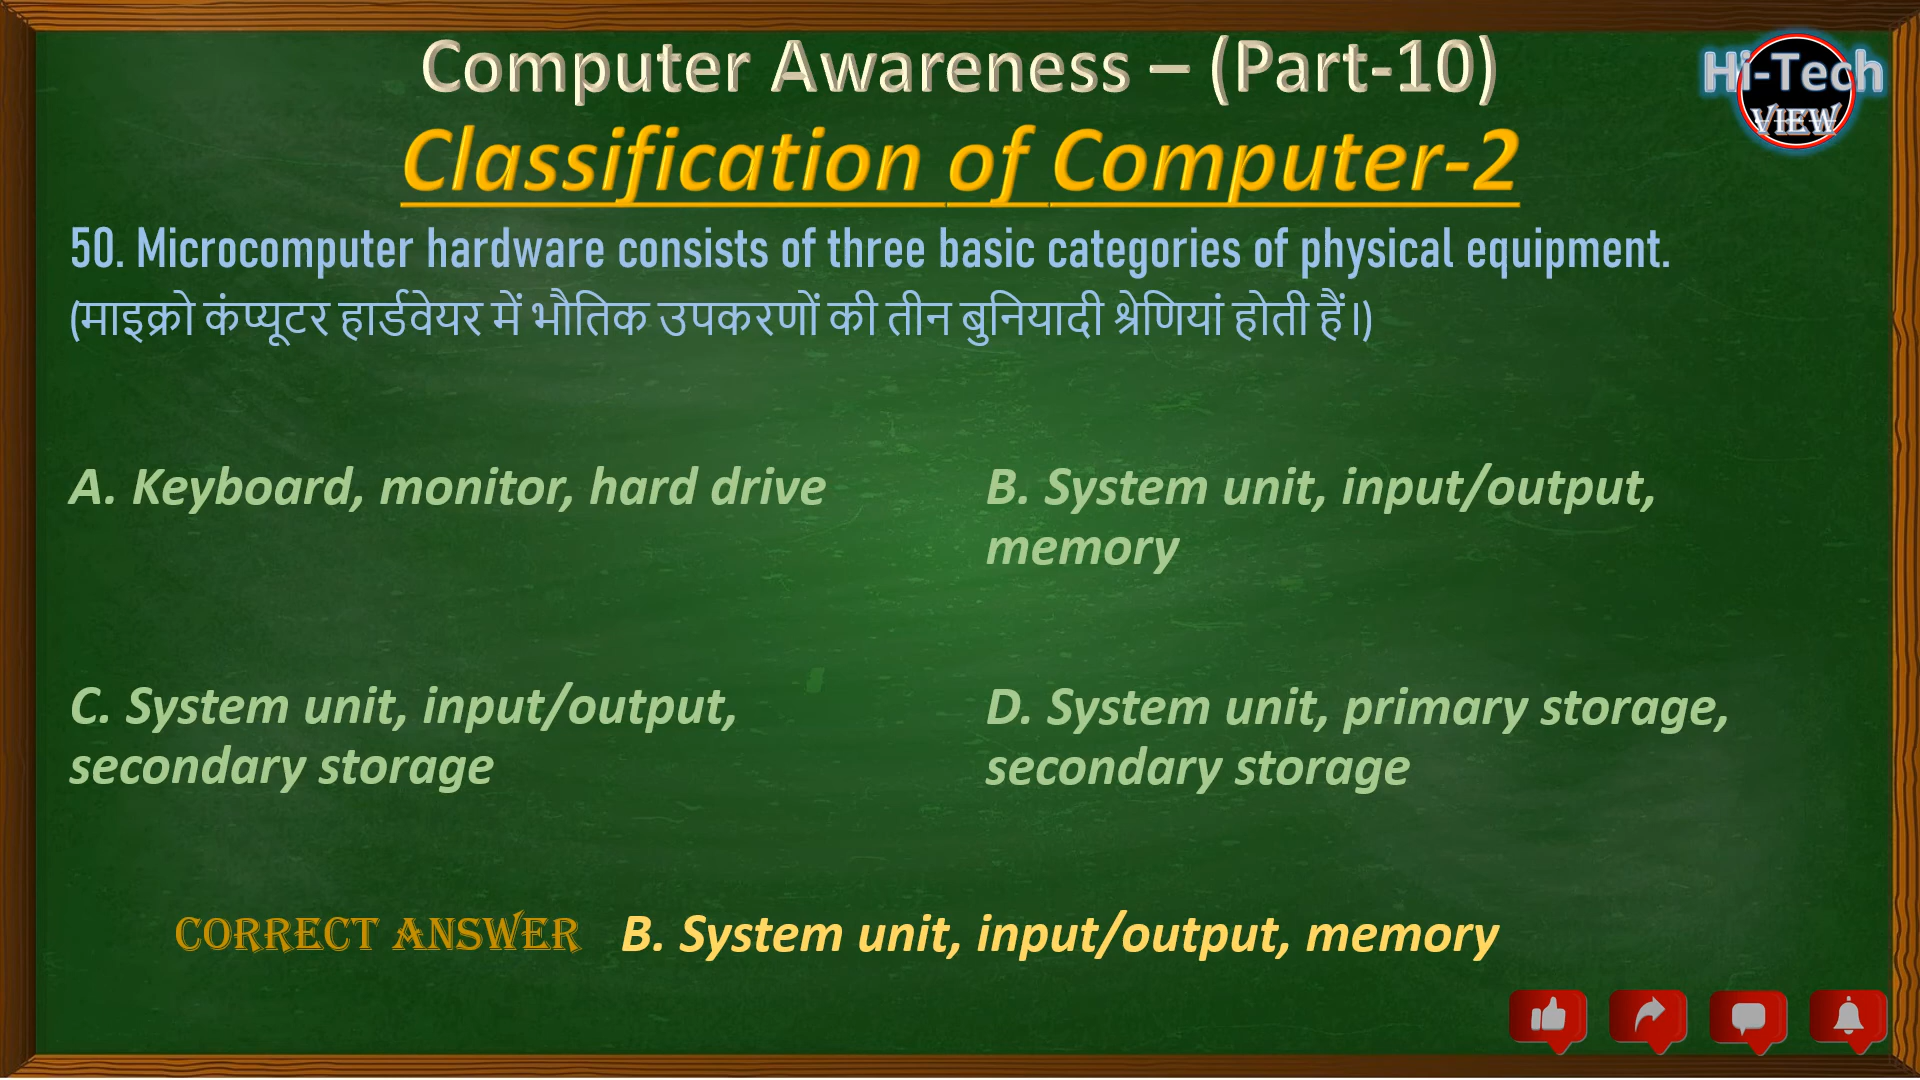 Computer Awareness – (Part-10)
Hi-Tech
VIEW
Classification of Computer-2
50. Microcomputer hardware consists of three basic categories of physical equipment.
(माइक्रो कंप्यूटर हार्डवेयर में भौतिक उपकरणों की तीन बुनियादी श्रेणियां होती हैं।)
A. Keyboard, monitor, hard drive
B. System unit, input/output,
memory
C. System unit, input/output,
secondary storage
D. System unit, primary storage,
secondary storage
CORRECT ANSWER B. System unit, input/output, memory